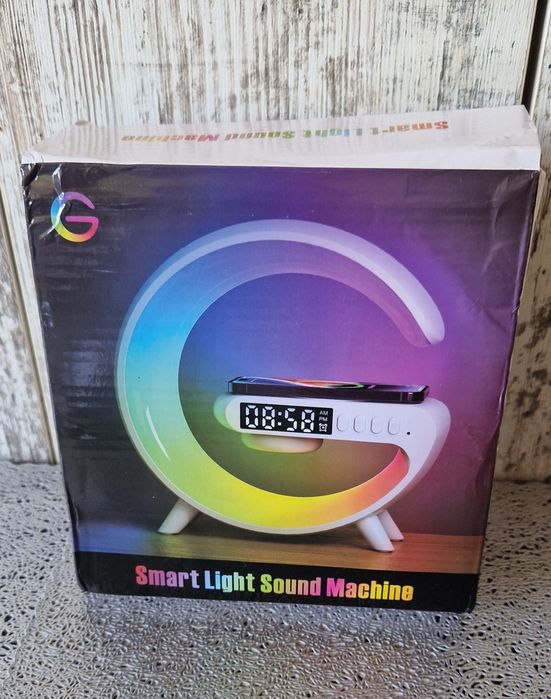 Smart Light Sound Machine
G
08:58
AM
PM
Smart Light Sound Machine